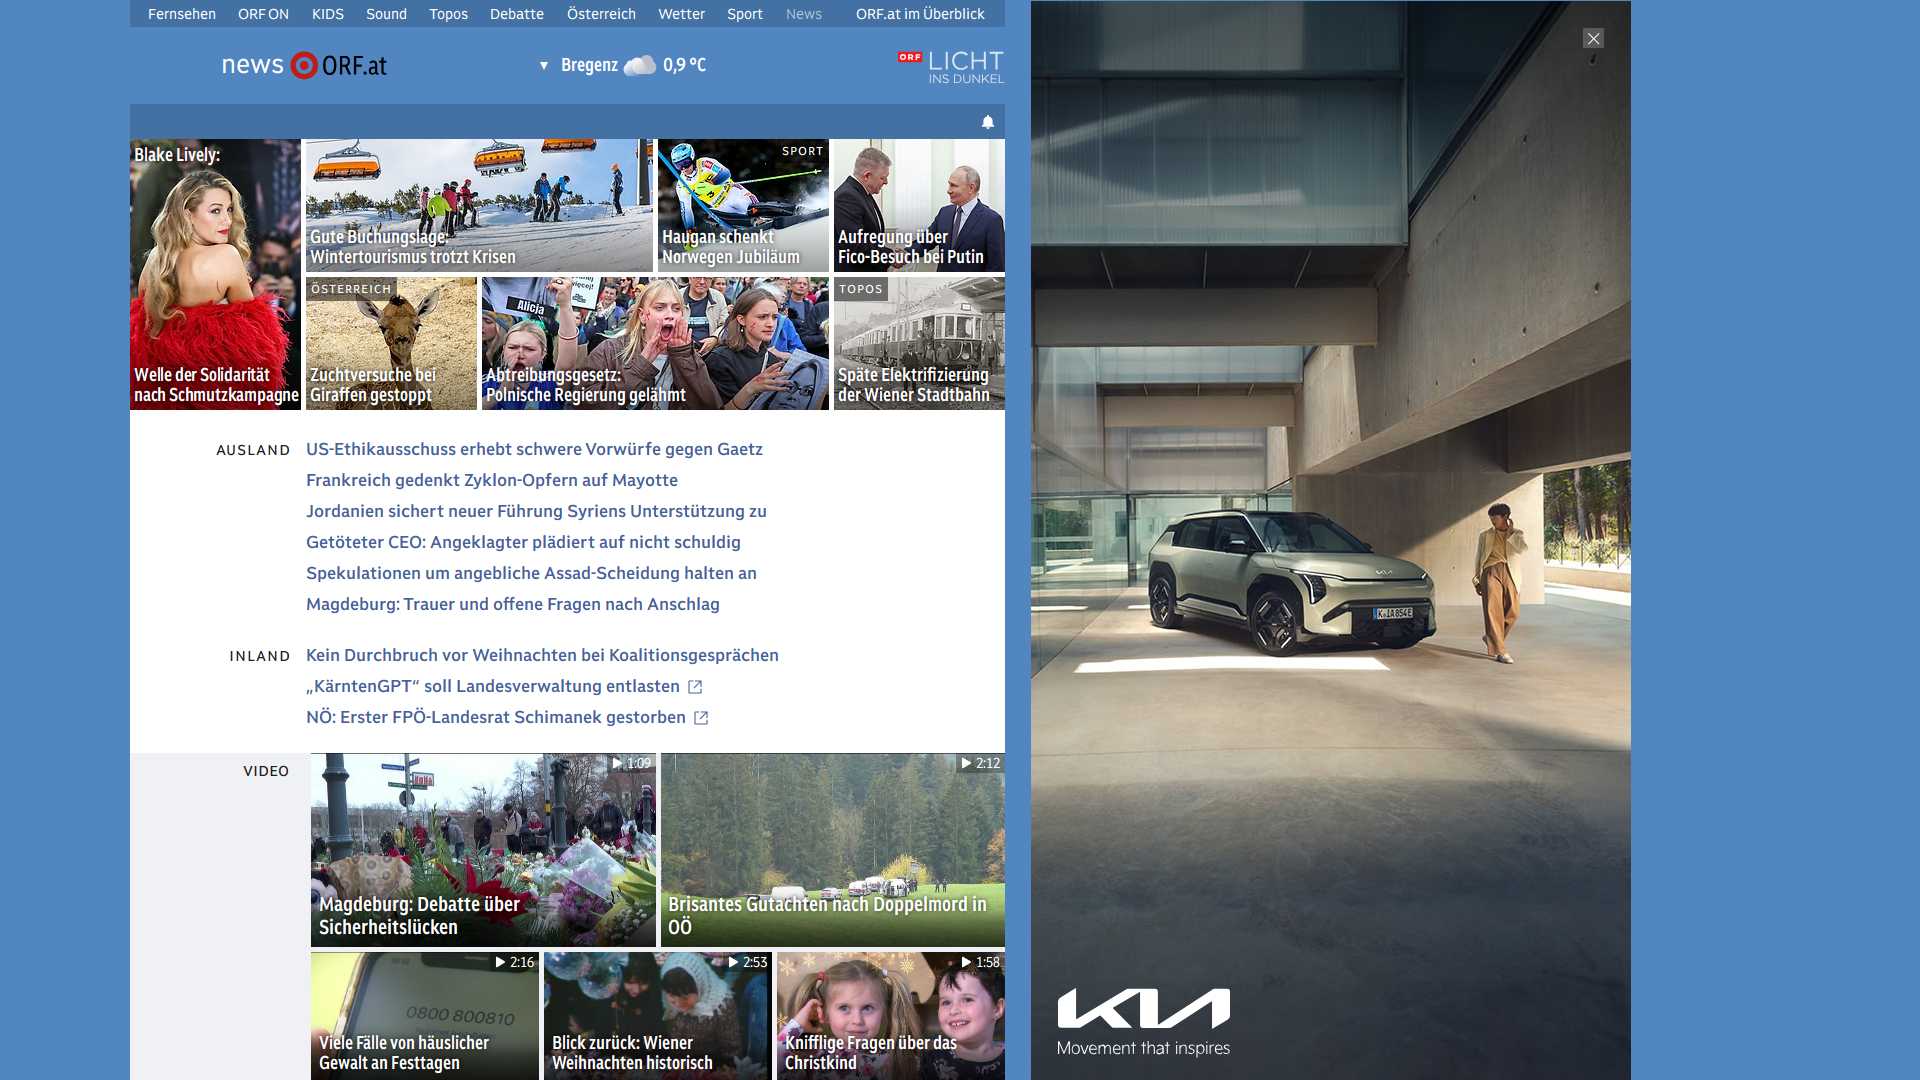 Fernsehen ORF ON KIDS Sound Topos Debatte Österreich Wetter Sport News ORF.at im Überblick
news ORF.at
▼ Bregenz 0,9 °C
ORF LICHT
INS DUNKEL
Blake Lively:
Welle der Solidarität
nach Schmutzkampagne
Gute Buchungslage:
Wintertourismus trotzt Krisen
SPORT
Haugan schenkt
Norwegen Jubiläum
Aufregung über
Fico-Besuch bei Putin
ÖSTERREICH
Zuchtversuche bei
Giraffen gestoppt
Alicja
więcej!
Abtreibungsgesetz:
Polnische Regierung gelähmt
TOPOS
Späte Elektrifizierung
der Wiener Stadtbahn
AUSLAND
US-Ethikausschuss erhebt schwere Vorwürfe gegen Gaetz
Frankreich gedenkt Zyklon-Opfern auf Mayotte
Jordanien sichert neuer Führung Syriens Unterstützung zu
Getöteter CEO: Angeklagter plädiert auf nicht schuldig
Spekulationen um angebliche Assad-Scheidung halten an
Magdeburg: Trauer und offene Fragen nach Anschlag
INLAND
Kein Durchbruch vor Weihnachten bei Koalitionsgesprächen
„KärntenGPT“ soll Landesverwaltung entlasten
NÖ: Erster FPÖ-Landesrat Schimanek gestorben
VIDEO
1:09
Magdeburg: Debatte über
Sicherheitslücken
2:12
Brisantes Gutachten nach Doppelmord in
OÖ
2:16
0800 800810
Viele Fälle von häuslicher
Gewalt an Festtagen
2:53
Blick zurück: Wiener
Weihnachten historisch
1:58
Knifflige Fragen über das
Christkind
K·IA 854E
KIA
Movement that inspires